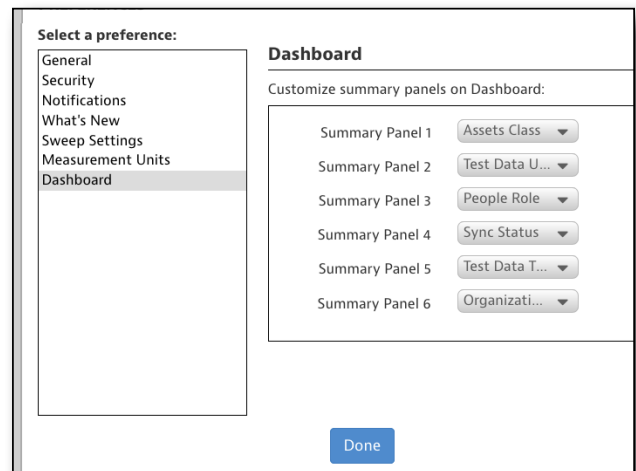 Select a preference:
General
Security
Notifications
What's New
Sweep Settings
Measurement Units
Dashboard
Dashboard
Customize summary panels on Dashboard:
Summary Panel 1 Assets Class
Summary Panel 2 Test Data U...
Summary Panel 3 People Role
Summary Panel 4 Sync Status
Summary Panel 5 Test Data T...
Summary Panel 6 Organizati...
Done